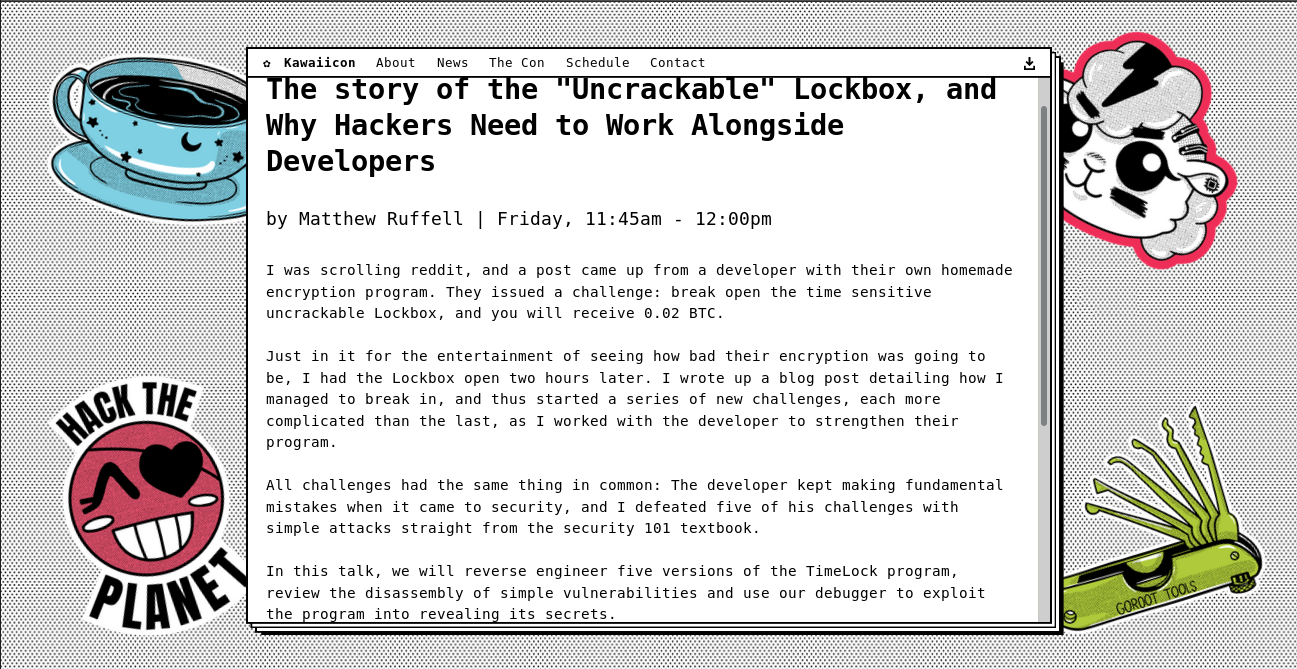 ✿ Kawaiicon About News The Con Schedule Contact
The story of the "Uncrackable" Lockbox, and
Why Hackers Need to Work Alongside
Developers
by Matthew Ruffell | Friday, 11:45am - 12:00pm
I was scrolling reddit, and a post came up from a developer with their own homemade
encryption program. They issued a challenge: break open the time sensitive
uncrackable Lockbox, and you will receive 0.02 BTC.
Just in it for the entertainment of seeing how bad their encryption was going to
be, I had the Lockbox open two hours later. I wrote up a blog post detailing how I
managed to break in, and thus started a series of new challenges, each more
complicated than the last, as I worked with the developer to strengthen their
program.
All challenges had the same thing in common: The developer kept making fundamental
mistakes when it came to security, and I defeated five of his challenges with
simple attacks straight from the security 101 textbook.
In this talk, we will reverse engineer five versions of the TimeLock program,
review the disassembly of simple vulnerabilities and use our debugger to exploit
the program into revealing its secrets.
HACK THE
PLANET
GOROOT TOOLS